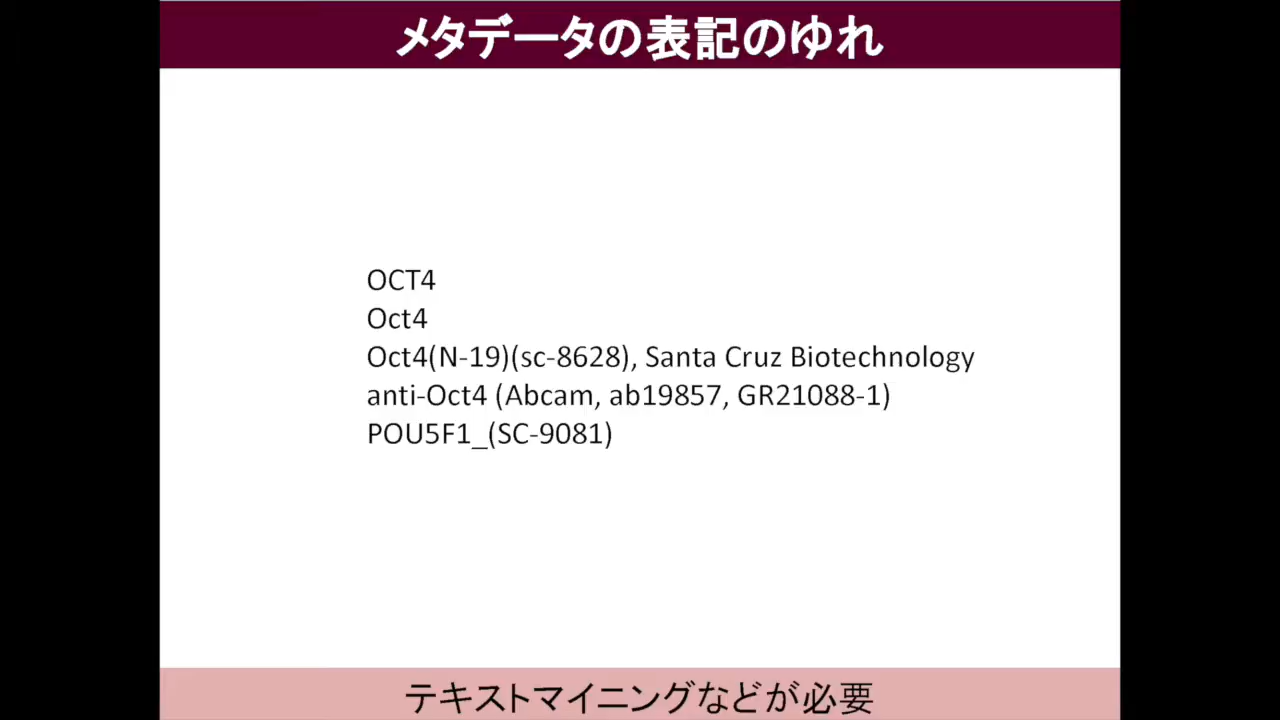 メタデータの表記のゆれ
OCT4
Oct4
Oct4(N-19)(sc-8628), Santa Cruz Biotechnology
anti-Oct4 (Abcam, ab19857, GR21088-1)
POU5F1_(SC-9081)
テキストマイニングなどが必要